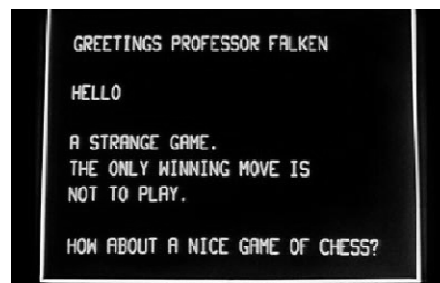 GREETINGS PROFESSOR FALKEN
HELLO
A STRANGE GAME.
THE ONLY WINNING MOVE IS
NOT TO PLAY.
HOW ABOUT A NICE GAME OF CHESS?